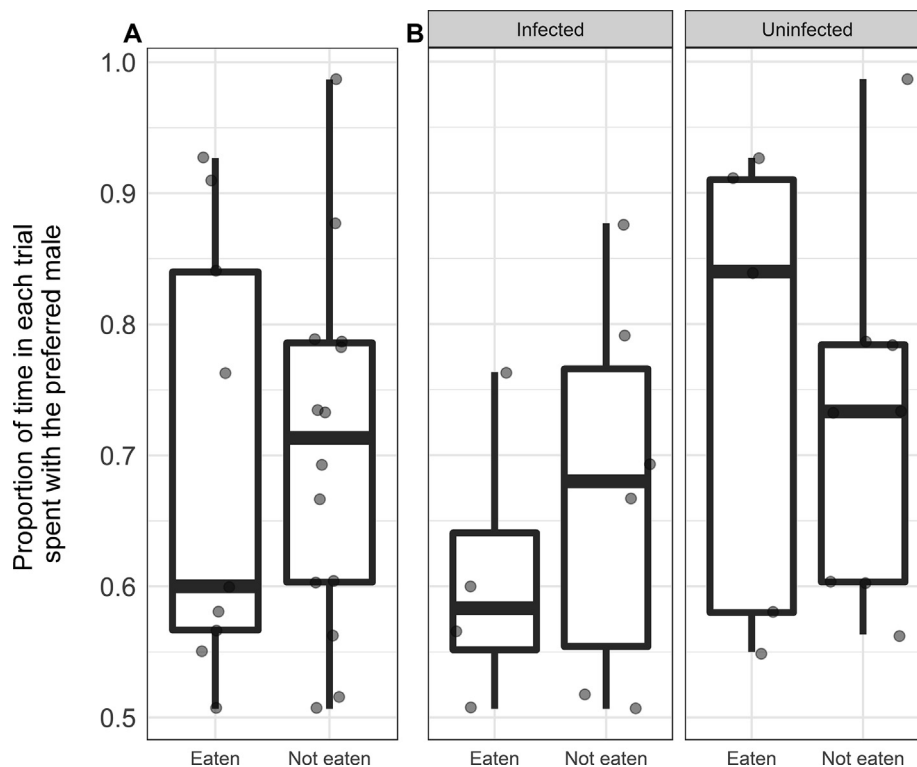 A
B
Infected
Uninfected
Proportion of time in each trial
spent with the preferred male
1.0
0.9
0.8
0.7
0.6
0.5
Eaten
Not eaten
Eaten
Not eaten
Eaten
Not eaten